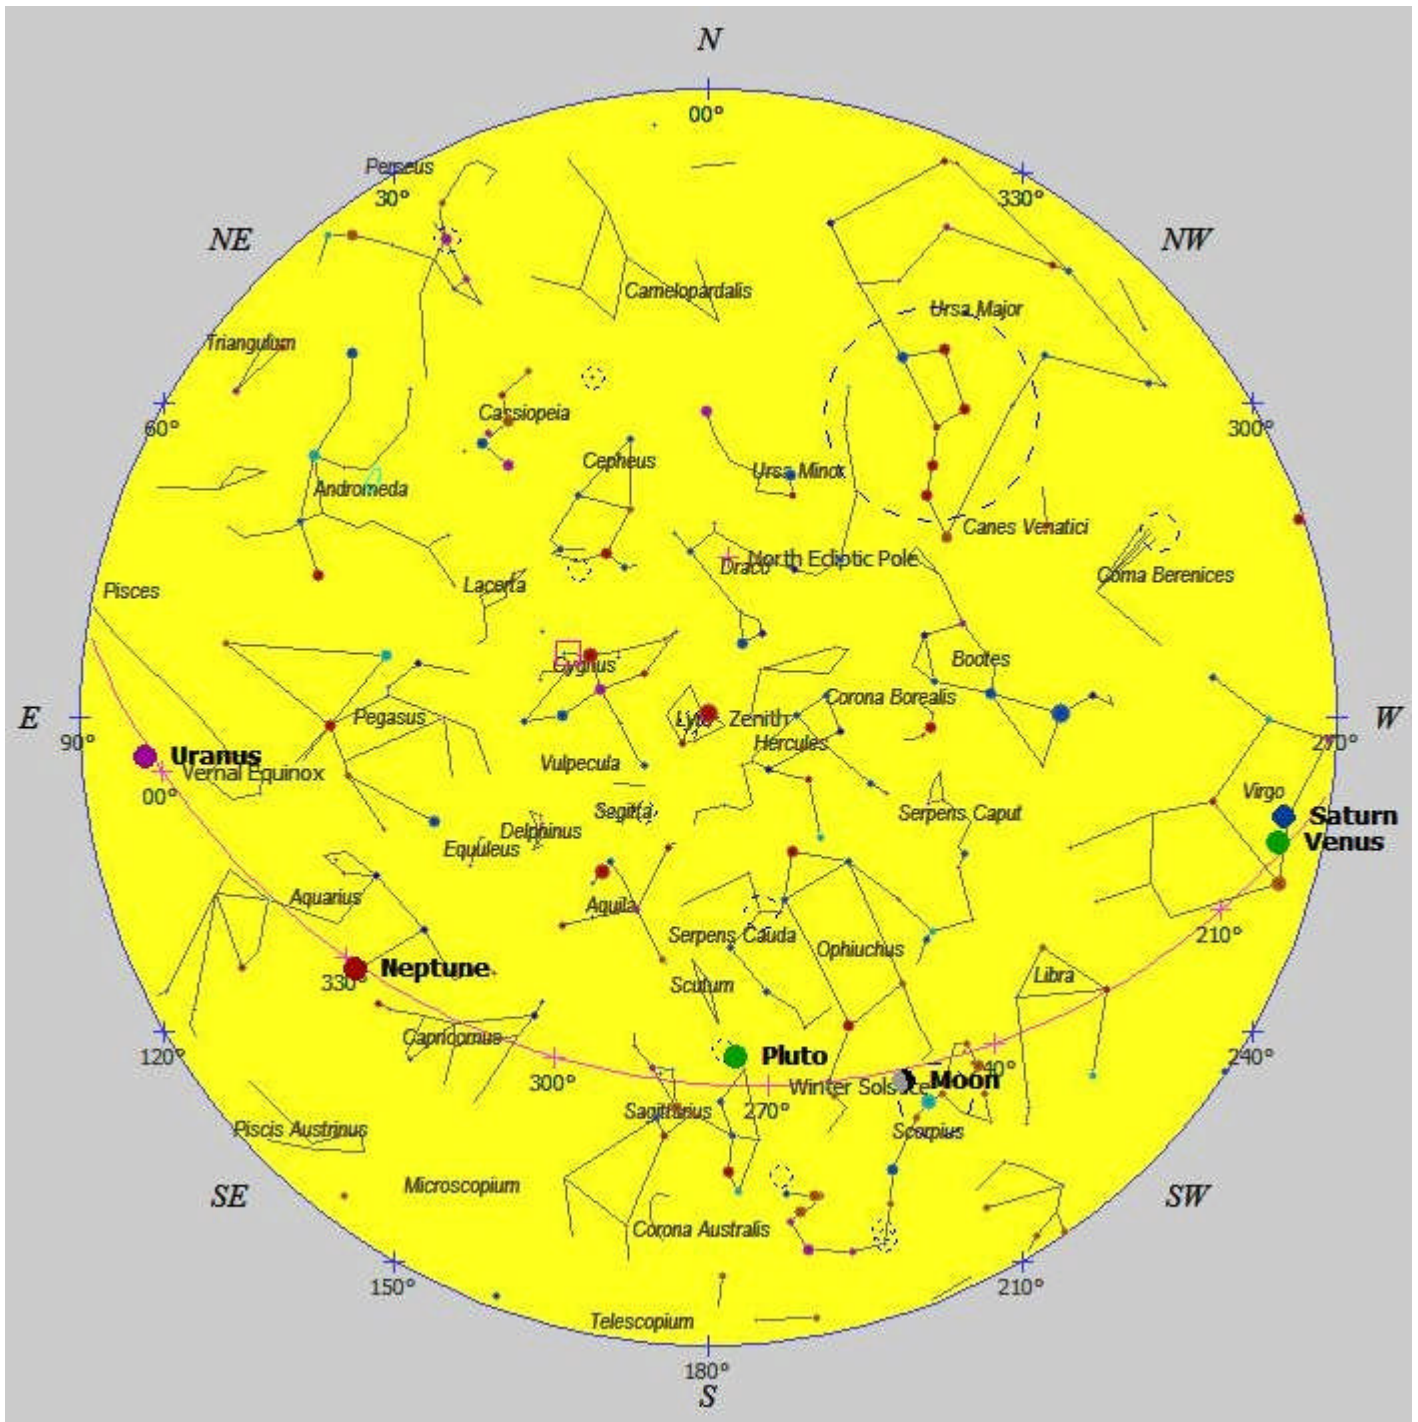 N
00°
Perseus
30°
330°
NE
NW
Camelopardalis
Ursa Major
Triangulum
Cassiopeia
60°
300°
Cepheus
Ursa Minor
Andromeda
Canes Venatici
North Ecliptic Pole
Draco
Coma Berenices
Lacerta
Pisces
Cygnus
Bootes
Corona Borealis
E
Pegasus
Lyra
Zenith
W
90°
Hercules
270°
Uranus
Vernal Equinox
Vulpecula
00°
Virgo
Sagitta
Serpens Caput
Saturn
Delphinus
Venus
Equuleus
Aquarius
Aquila
Serpens Cauda
Ophiuchus
210°
Neptune
330°
Scutum
Libra
Capricornus
120°
Pluto
240°
300°
Winter Solstice
Moon
240°
Sagittarius
270°
Piscis Austrinus
Scorpius
SE
Microscopium
SW
Corona Australis
150°
210°
Telescopium
180°
S